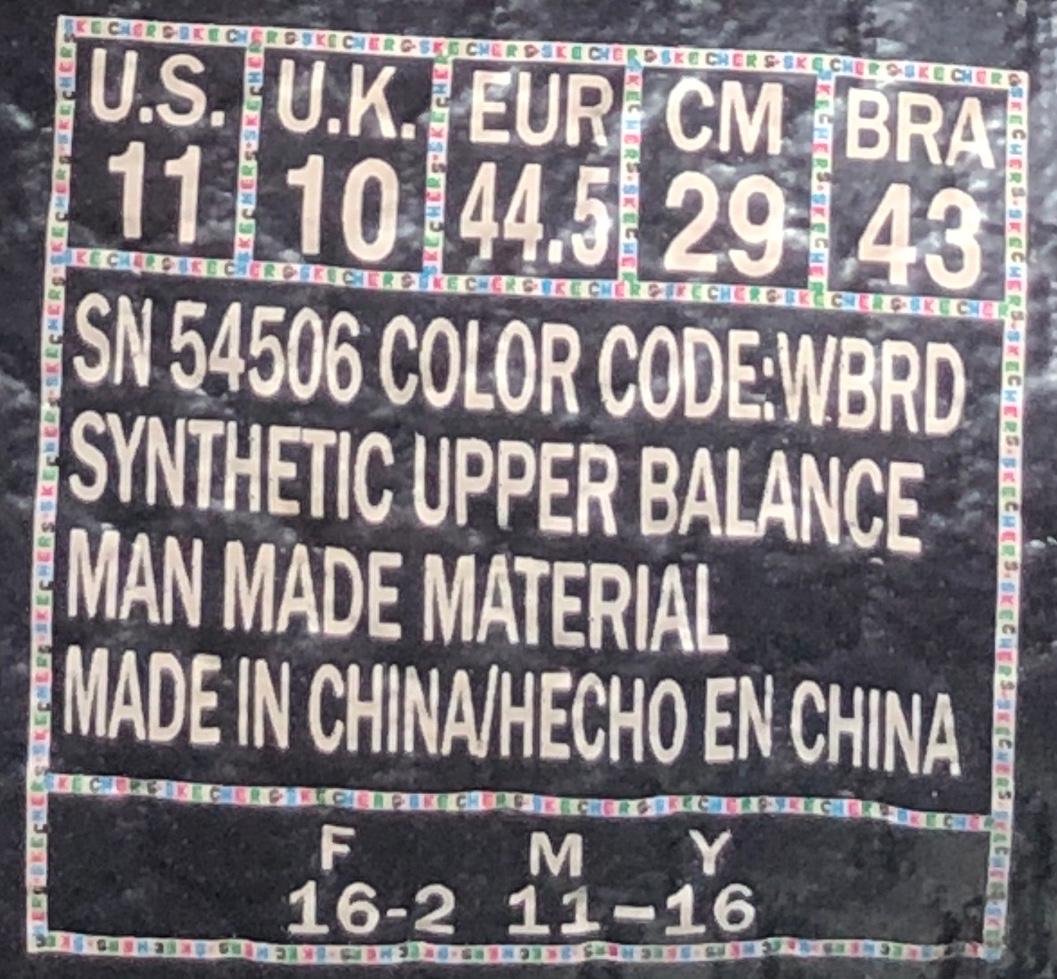 U.S. U.K. EUR CM BRA
11 10 44.5 29 43
SN 54506 COLOR CODE:WBRD
SYNTHETIC UPPER BALANCE
MAN MADE MATERIAL
MADE IN CHINA/HECHO EN CHINA
F M Y
16-2 11-16